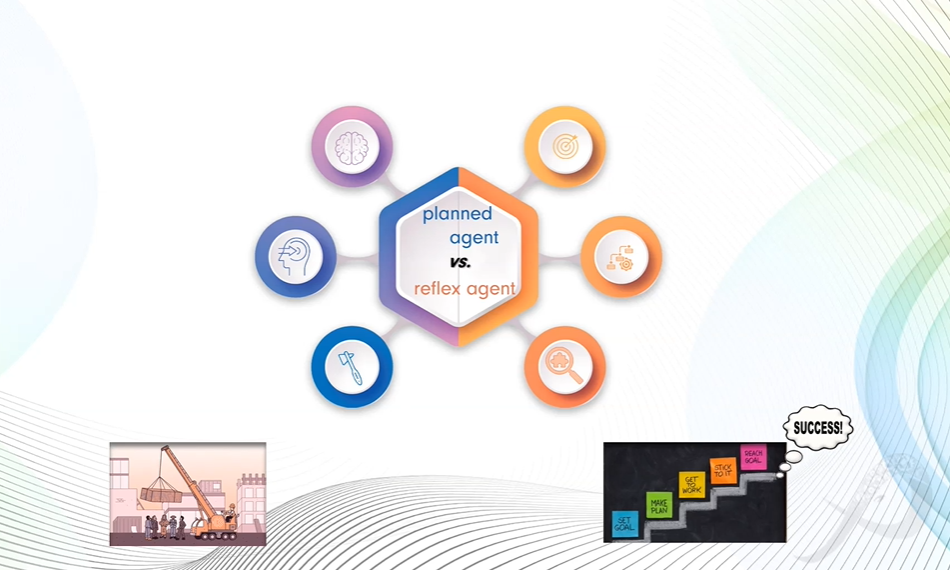 planned
agent
vs.
reflex agent
SUCCESS!
REACH
GOAL
STICK
TO IT
GET
TO
WORK
MAKE
PLAN
SET
GOAL